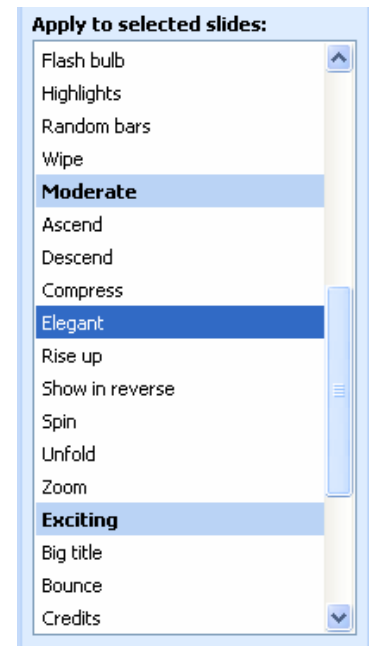 Apply to selected slides:
Flash bulb
Highlights
Random bars
Wipe
Moderate
Ascend
Descend
Compress
Elegant
Rise up
Show in reverse
Spin
Unfold
Zoom
Exciting
Big title
Bounce
Credits